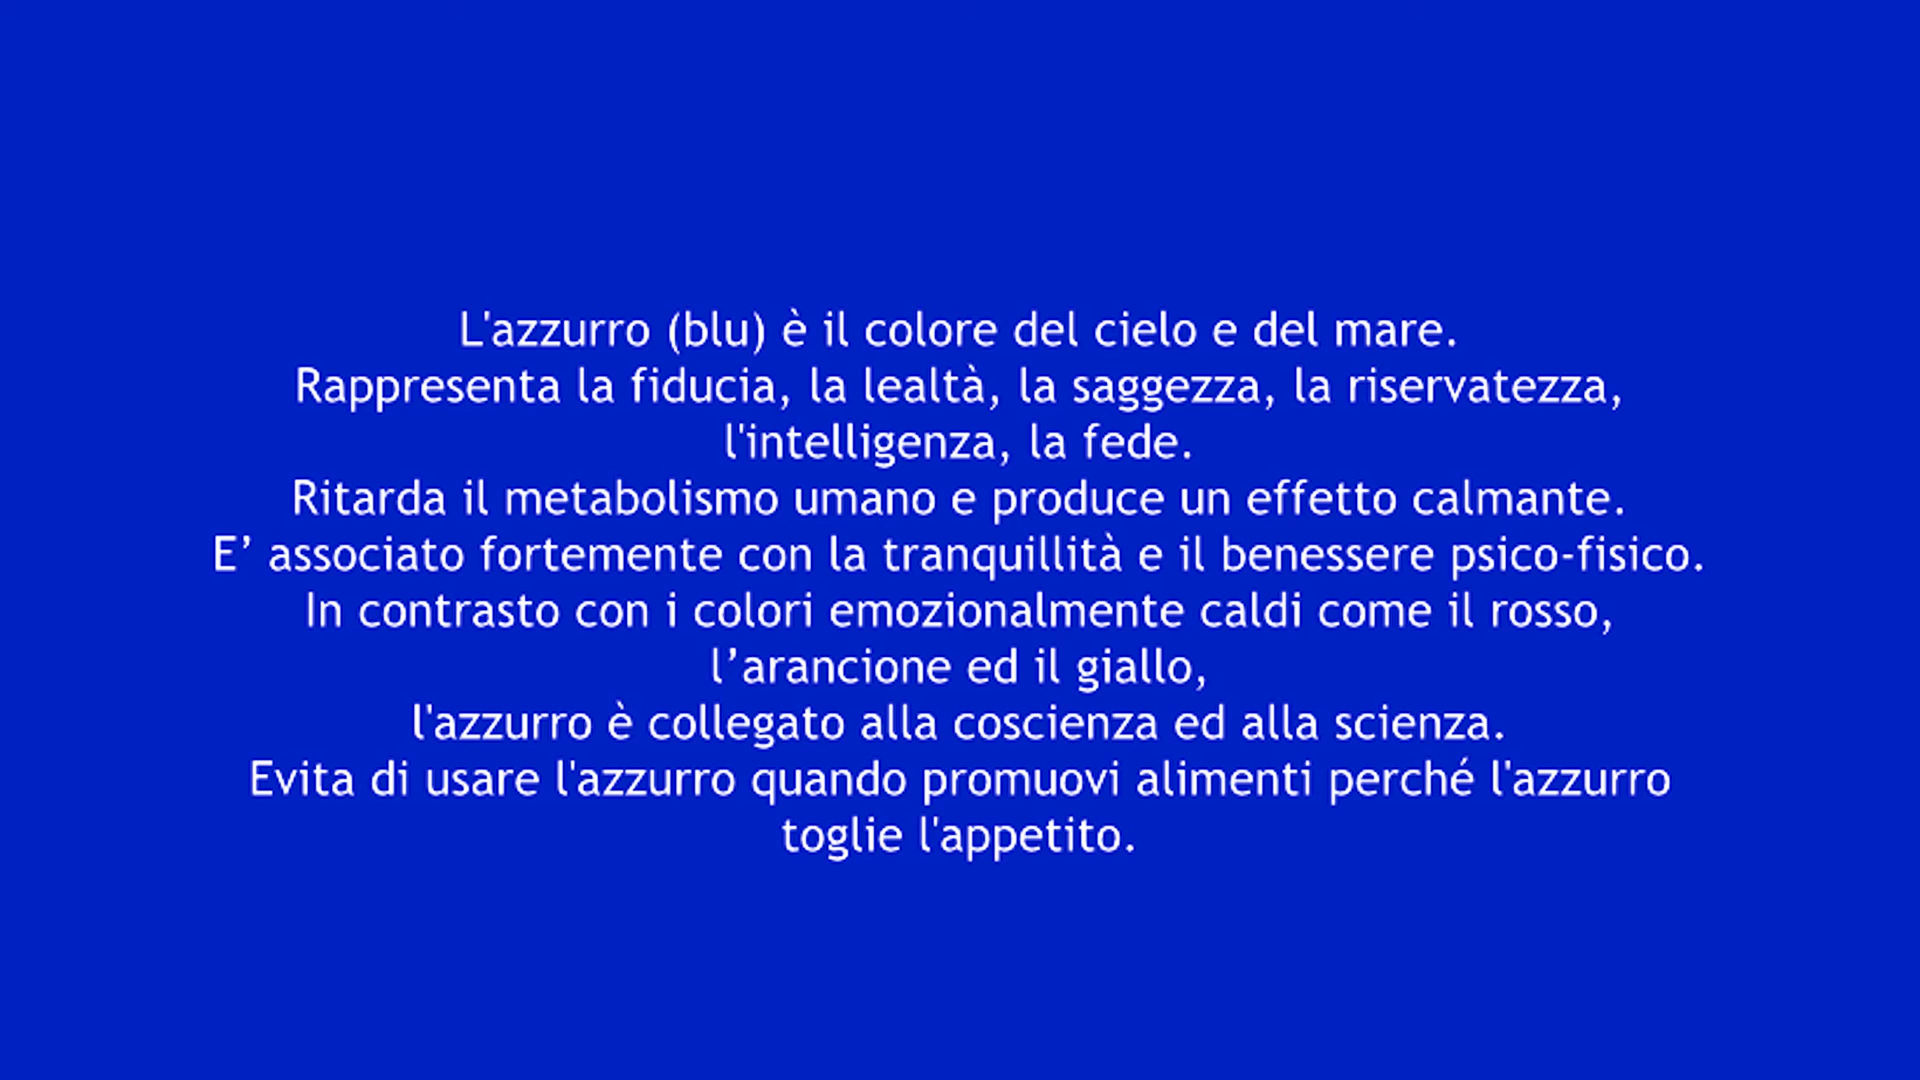 L'azzurro (blu) è il colore del cielo e del mare.
Rappresenta la fiducia, la lealtà, la saggezza, la riservatezza,
l'intelligenza, la fede.
Ritarda il metabolismo umano e produce un effetto calmante.
E’ associato fortemente con la tranquillità e il benessere psico-fisico.
In contrasto con i colori emozionalmente caldi come il rosso,
l’arancione ed il giallo,
l'azzurro è collegato alla coscienza ed alla scienza.
Evita di usare l'azzurro quando promuovi alimenti perché l'azzurro
toglie l'appetito.